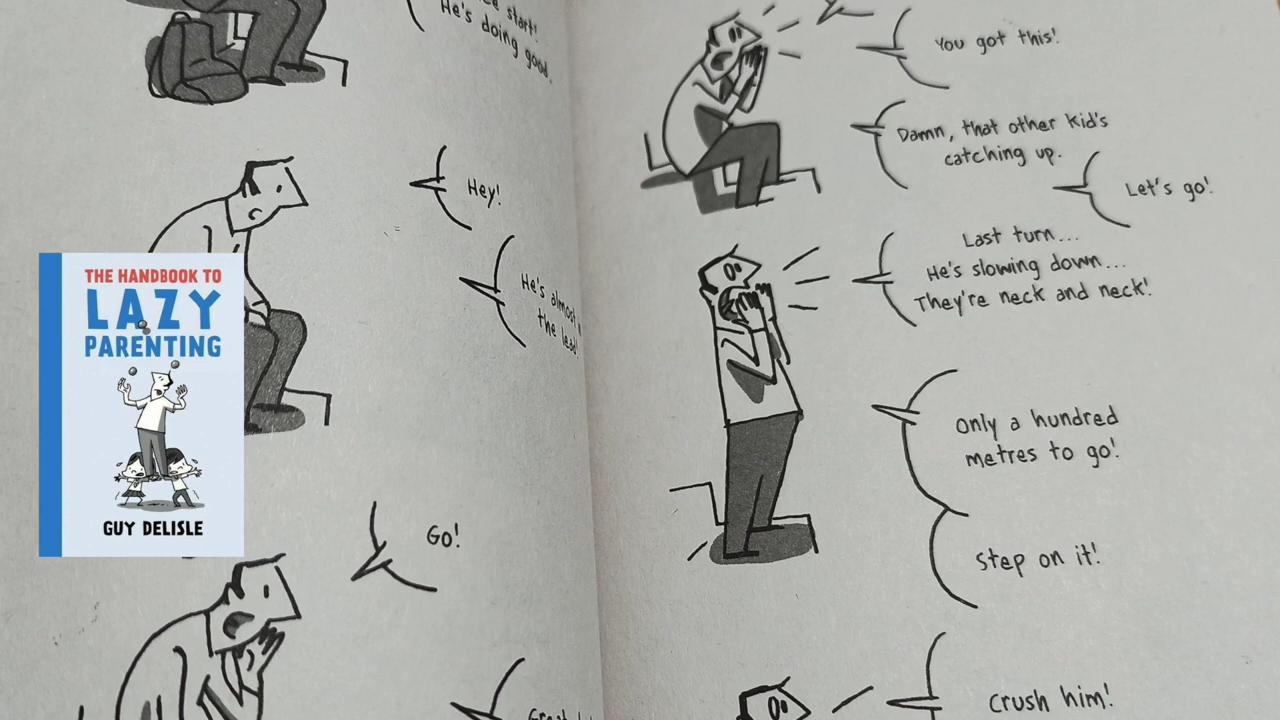 start!
He's doing good.
Hey!
He's almost
the lead!
Go!
THE HANDBOOK TO
LAZY
PARENTING
GUY DELISLE
You got this!
Damn, that other kid's
catching up.
Let's go!
Last turn...
He's slowing down...
They're neck and neck!
Only a hundred
metres to go!
Step on it!
Crush him!